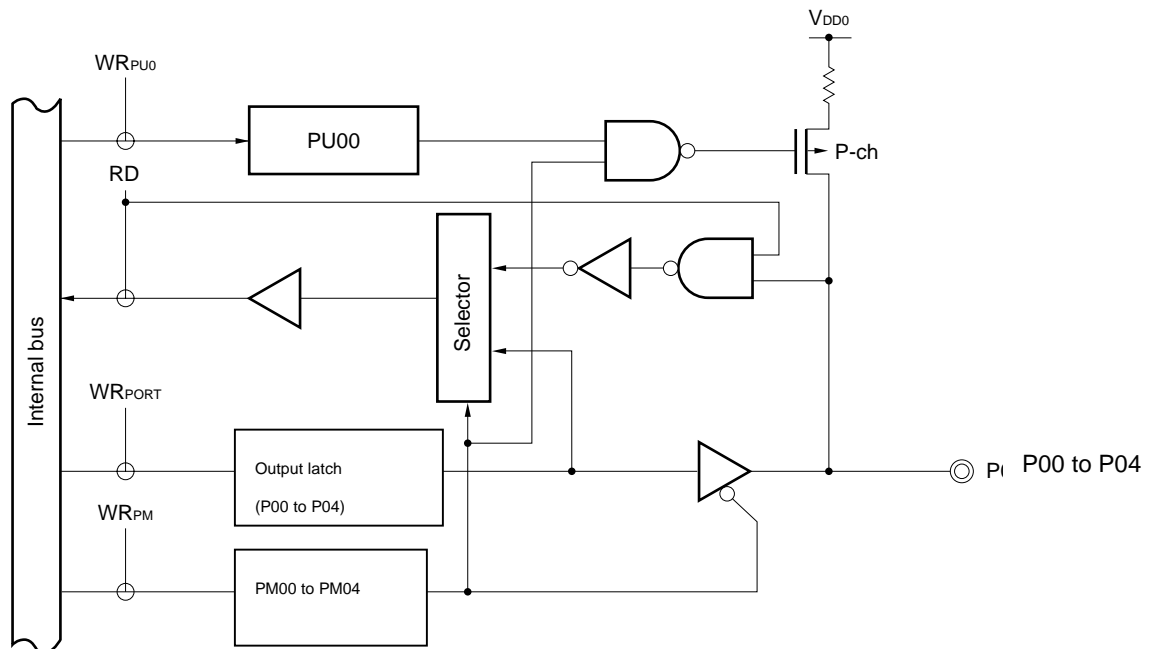 VDD0
WRPU0
PU00
P-ch
RD
Selector
Internal bus
WRPORT
Output latch
(P00 to P04)
P00 to P04
WRPM
PM00 to PM04